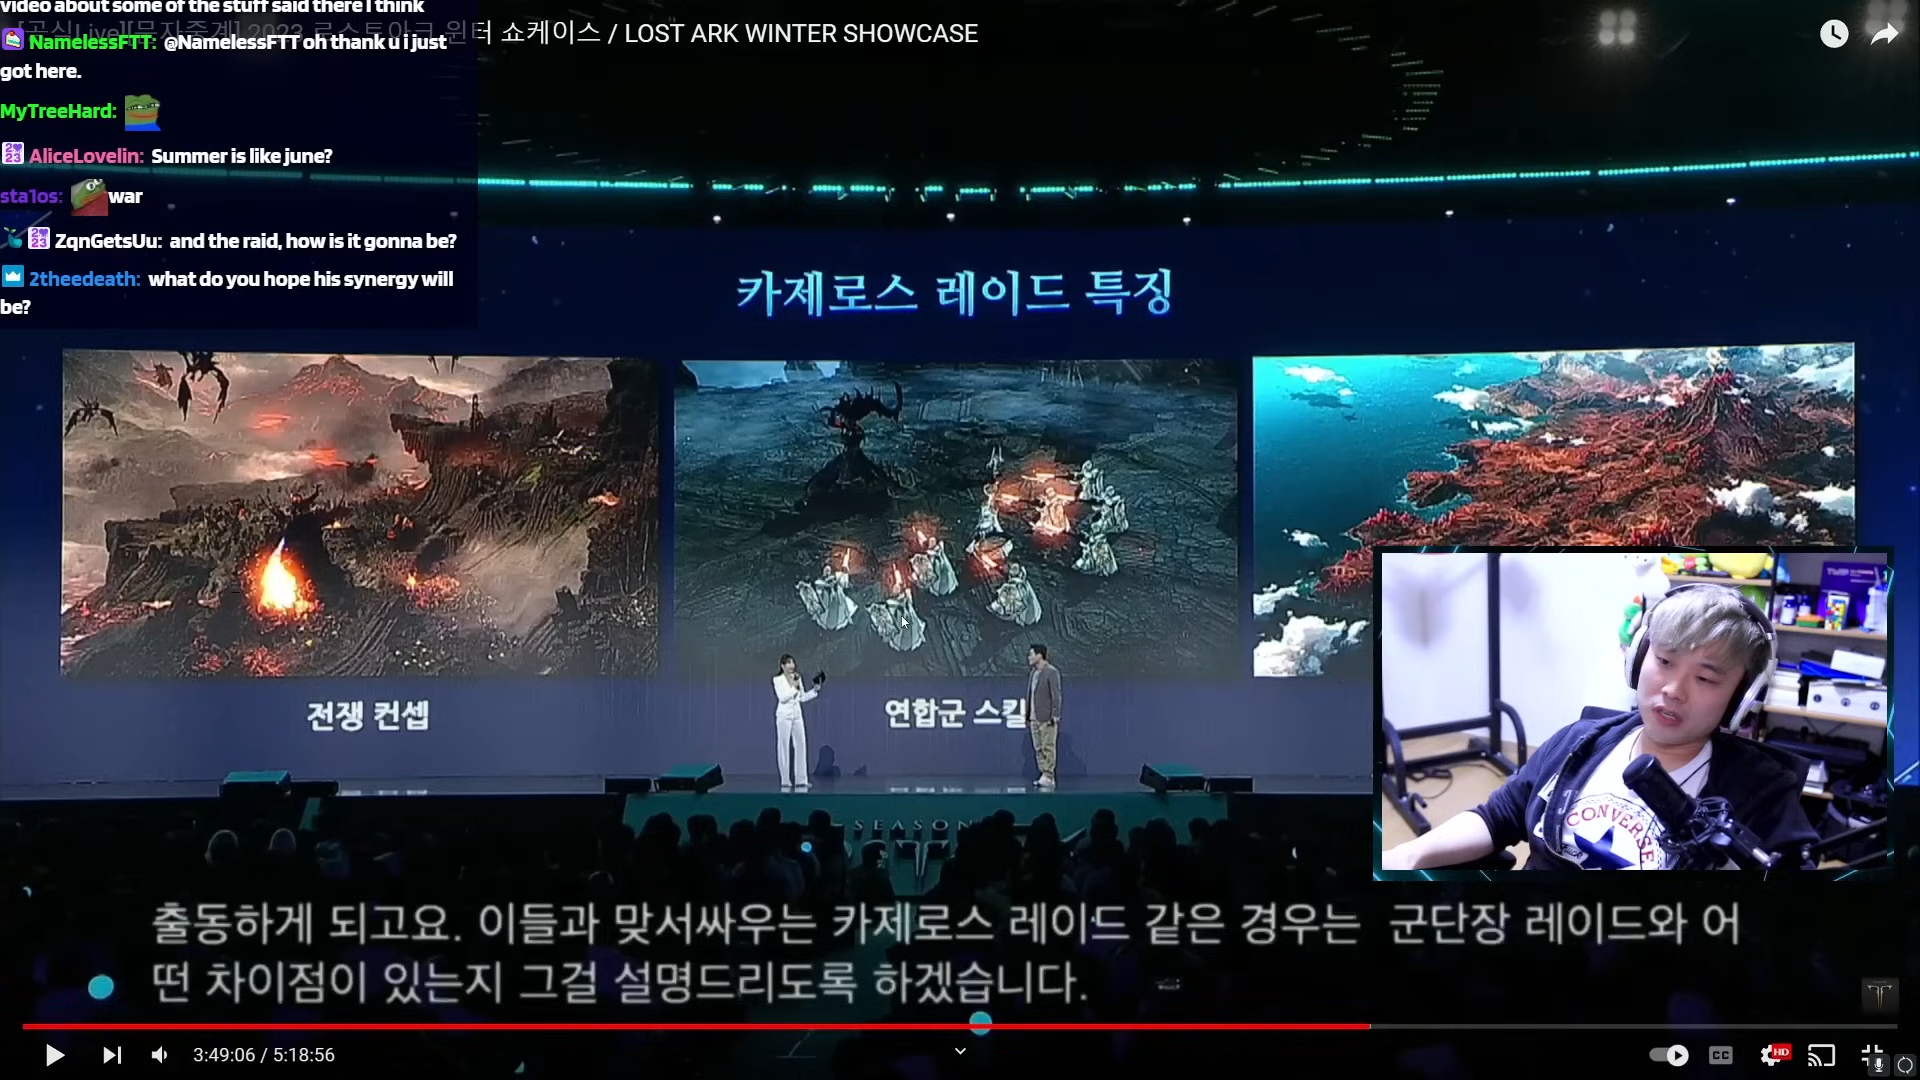 video about some of the stuff said there I think
윈터 쇼케이스 / LOST ARK WINTER SHOWCASE
NamelessFTT: @NamelessFTT oh thank u i just
got here.
MyTreeHard:
AliceLovelin: Summer is like june?
sta1os: war
ZqnGetsUu: and the raid, how is it gonna be?
2theedeath: what do you hope his synergy will
be?
카제로스 레이드 특징
전쟁 컨셉
연합군 스킬
CONVERSE
SEASON
출동하게 되고요. 이들과 맞서싸우는 카제로스 레이드 같은 경우는 군단장 레이드와 어
떤 차이점이 있는지 그걸 설명드리도록 하겠습니다.
3:49:06 / 5:18:56
CC
HD